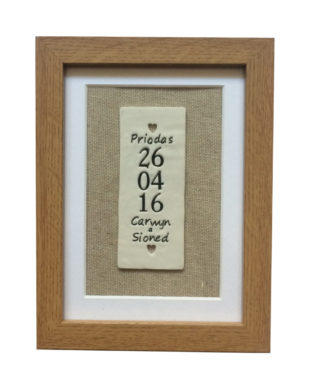 Priodas
26
04
16
Carwyn
a
Sioned